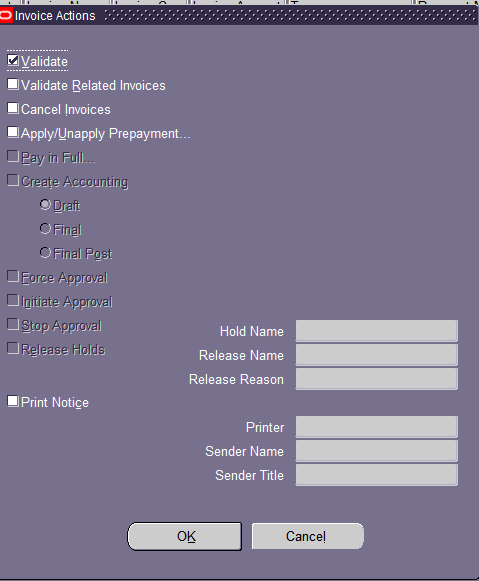 Invoice Actions
Validate
Validate Related Invoices
Cancel Invoices
Apply/Unapply Prepayment...
Pay in Full...
Create Accounting
Draft
Final
Final Post
Force Approval
Initiate Approval
Stop Approval
Hold Name
Release Name
Release Holds
Release Reason
Print Notice
Printer
Sender Name
Sender Title
OK
Cancel